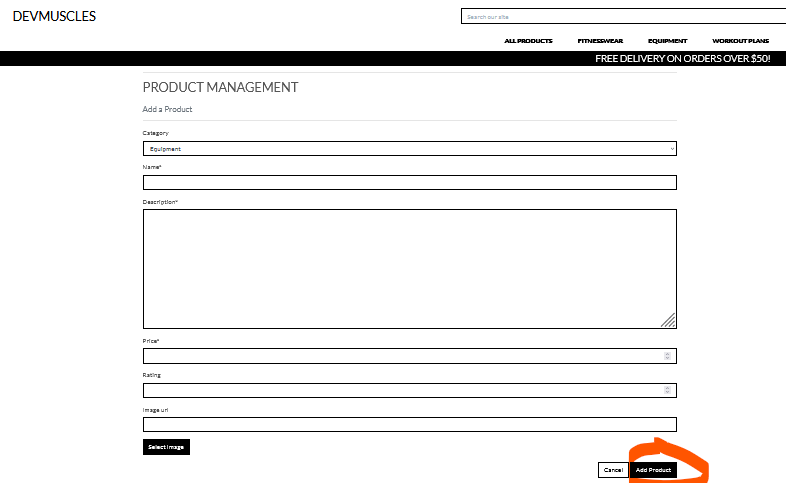 DEVMUSCLES
Search our site
ALL PRODUCTS FITNESSWEAR EQUIPMENT WORKOUT PLANS
FREE DELIVERY ON ORDERS OVER $50!
PRODUCT MANAGEMENT
Add a Product
Category
Equipment
Name*
Description*
Price*
Rating
Image url
Select Image
Cancel Add Product